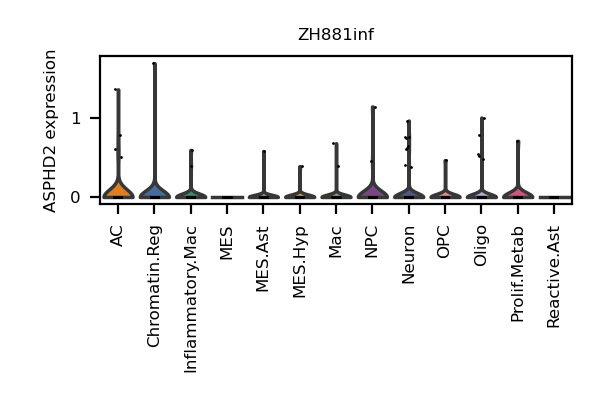 ZH881inf
ASPHD2 expression
1
0
AC
Chromatin.Reg
Inflammatory.Mac
MES
MES.Ast
MES.Hyp
Mac
NPC
Neuron
OPC
Oligo
Prolif.Metab
Reactive.Ast